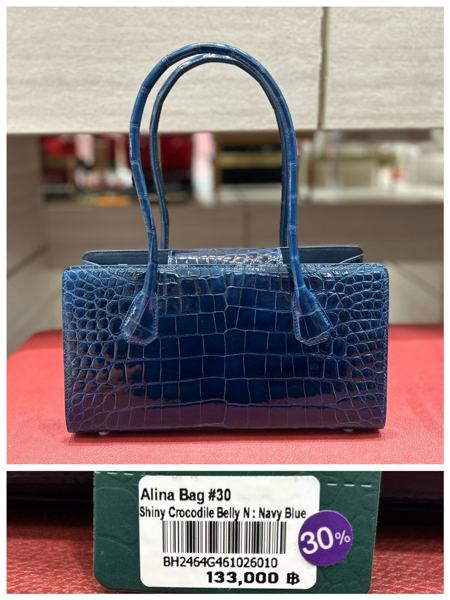 Alina Bag #30
Shiny Crocodile Belly N : Navy Blue
30%
BH2464G461026010
133,000 ฿